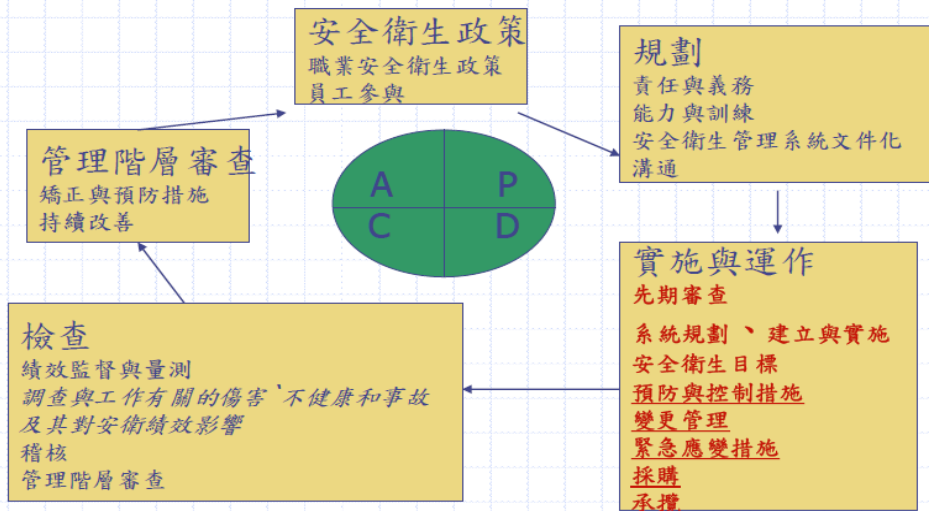 安全衛生政策
職業安全衛生政策
員工參與
規劃
責任與義務
能力與訓練
安全衛生管理系統文件化
溝通
實施與運作
先期審查
系統規劃、建立與實施
安全衛生目標
預防與控制措施
變更管理
緊急應變措施
採購
承攬
檢查
績效監督與量測
調查與工作有關的傷害、不健康和事故
及其對安衛績效影響
稽核
管理階層審查
管理階層審查
矯正與預防措施
持續改善
A P
C D